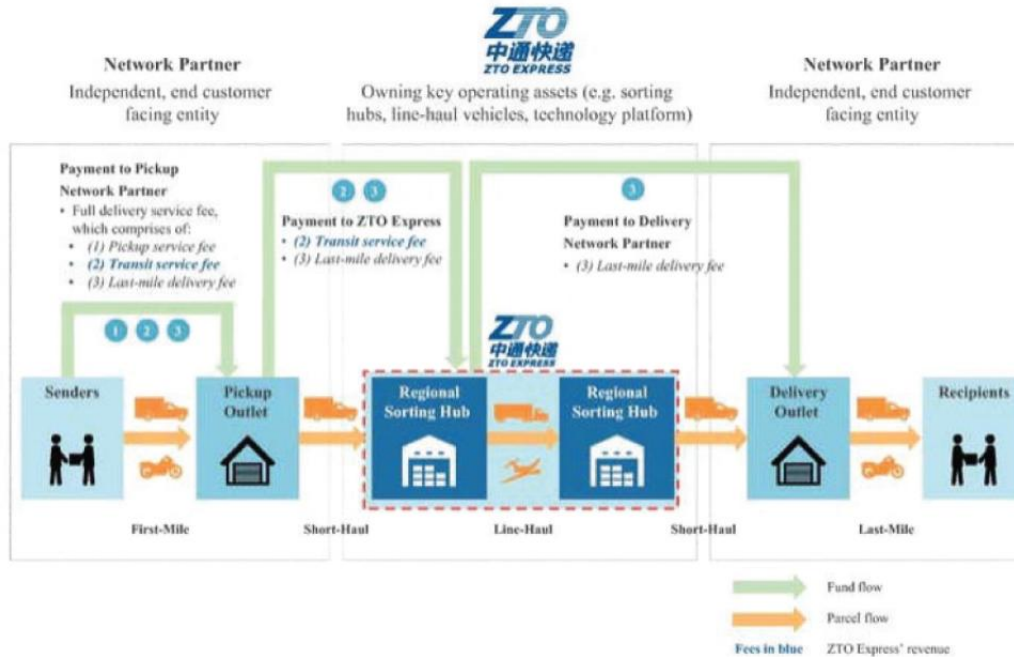 ZTO
中通快递
ZTO EXPRESS
Network Partner
Independent, end customer
facing entity
Owning key operating assets (e.g. sorting
hubs, line-haul vehicles, technology platform)
Network Partner
Independent, end customer
facing entity
Payment to Pickup
Network Partner
• Full delivery service fee,
which comprises of:
• (1) Pickup service fee
• (2) Transit service fee
• (3) Last-mile delivery fee
2 3
Payment to ZTO Express
• (2) Transit service fee
• (3) Last-mile delivery fee
3
Payment to Delivery
Network Partner
• (3) Last-mile delivery fee
1 2 3
ZTO
中通快递
ZTO EXPRESS
Senders
Pickup
Outlet
Regional
Sorting Hub
Regional
Sorting Hub
Delivery
Outlet
Recipients
First-Mile
Short-Haul
Line-Haul
Short-Haul
Last-Mile
Fund flow
Parcel flow
Fees in blue
ZTO Express' revenue